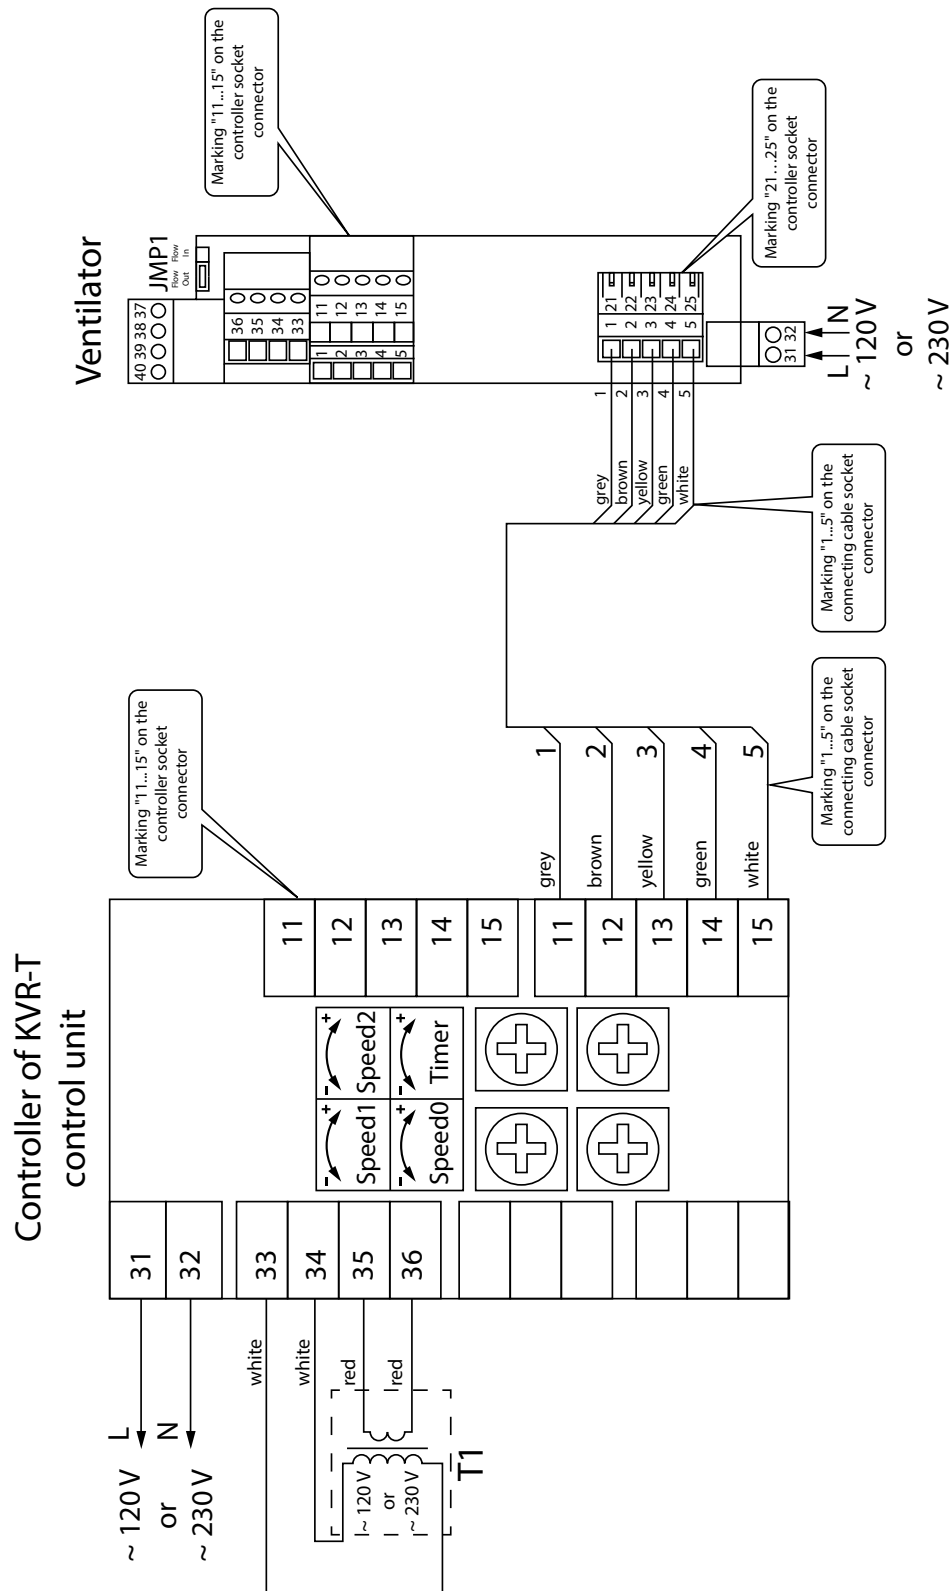 Controller of KVR-T
control unit
Ventilator
JMP1
Flow
Out
Flow
In
40 39 38 37
36
35
34
33
1
2
3
4
5
11
12
13
14
15
Marking "11...15" on the
controller socket
connector
1
2
3
4
5
21
22
23
24
25
Marking "21...25" on the
controller socket
connector
31 32
L
N
~ 120 V
or
~ 230 V
1
2
3
4
5
grey
brown
yellow
green
white
Marking "1...5" on the
connecting cable socket
connector
Marking "1...5" on the
connecting cable socket
connector
1
2
3
4
5
grey
brown
yellow
green
white
Marking "11...15" on the
controller socket
connector
11
12
13
14
15
11
12
13
14
15
- +
Speed1
- +
Speed2
- +
Speed0
- +
Timer
31
32
33
34
35
36
L
N
~ 120 V
or
~ 230 V
white
white
red
red
~ 120 V
or
~ 230 V
T1